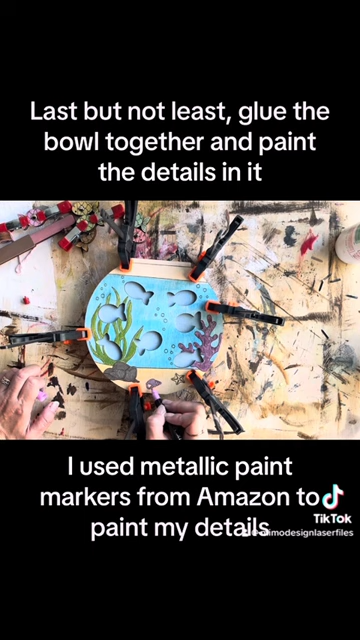 Last but not least, glue the
bowl together and paint
the details in it
I used metallic paint
markers from Amazon to
paint my details
TikTok